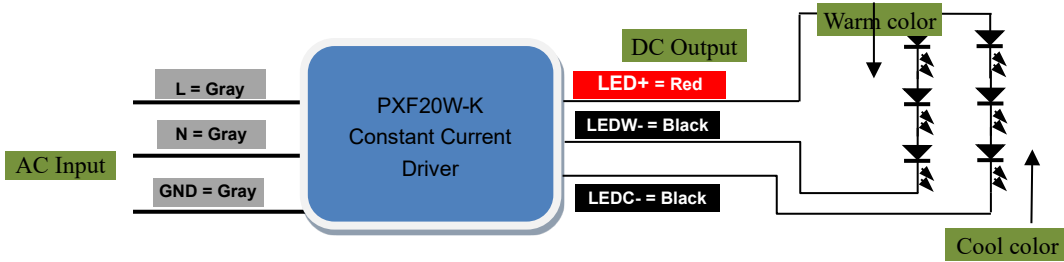 Warm color
DC Output
LED+ = Red
L = Gray
PXF20W-K
Constant Current
Driver
LEDW- = Black
N = Gray
AC Input
GND = Gray
LEDC- = Black
Cool color